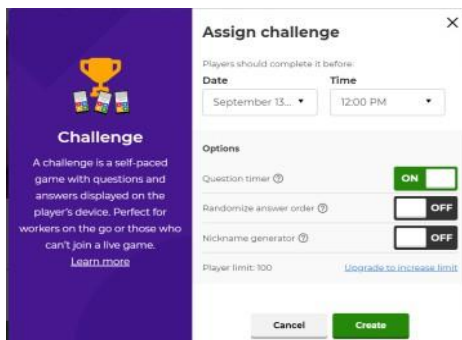 Assign challenge
Players should complete it before:
Date
Time
September 13...
12:00 PM
Challenge
A challenge is a self-paced
game with questions and
answers displayed on the
player's device. Perfect for
workers on the go or those who
can't join a live game.
Learn more
Options
Question timer
ON
Randomize answer order
OFF
Nickname generator
OFF
Player limit: 100
Upgrade to increase limit
Cancel
Create